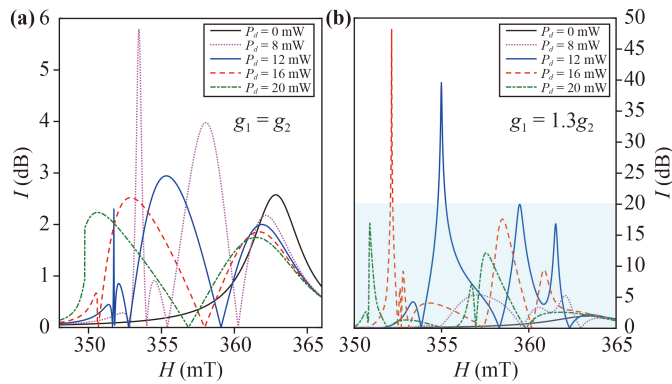 (a)
I (dB)
6
5
4
3
2
1
0
P_d = 0 mW
P_d = 8 mW
P_d = 12 mW
P_d = 16 mW
P_d = 20 mW
g_1 = g_2
350 355 360 365
H (mT)
(b)
P_d = 0 mW
P_d = 8 mW
P_d = 12 mW
P_d = 16 mW
P_d = 20 mW
g_1 = 1.3g_2
50
45
40
35
30
25
20
15
10
5
0
I (dB)
350 355 360 365
H (mT)